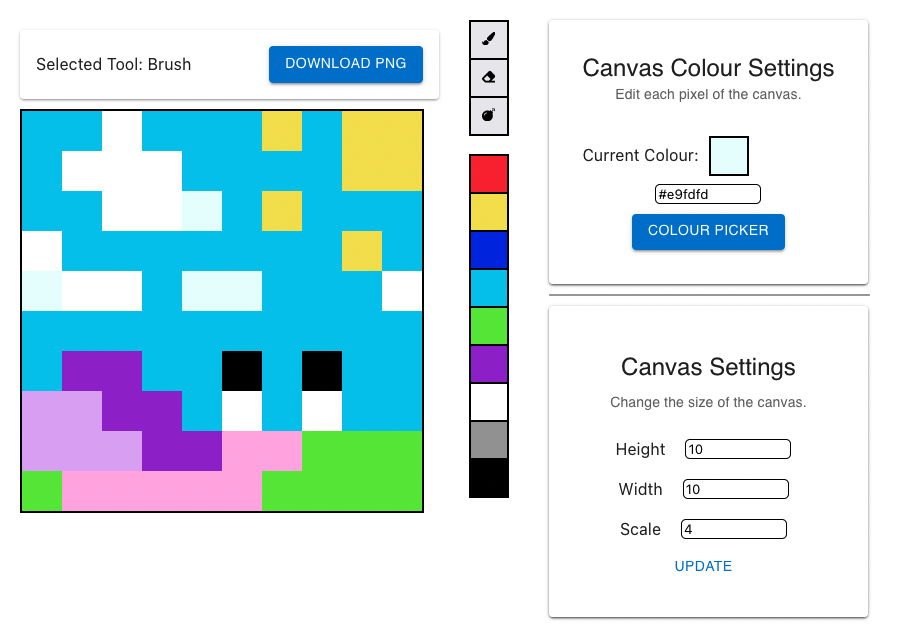 Selected Tool: Brush
DOWNLOAD PNG
Canvas Colour Settings
Edit each pixel of the canvas.
Current Colour:
#e9fdfd
COLOUR PICKER
Canvas Settings
Change the size of the canvas.
Height 10
Width 10
Scale 4
UPDATE